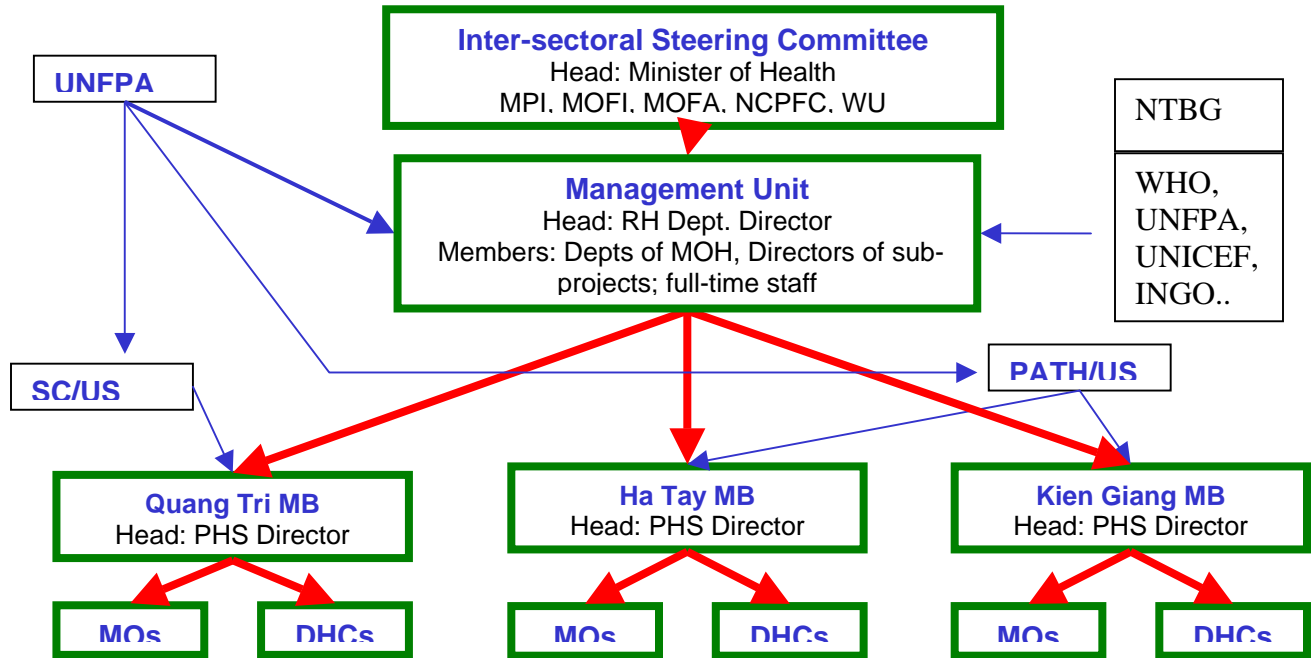 Inter-sectoral Steering Committee
Head: Minister of Health
MPI, MOFI, MOFA, NCPFC, WU
UNFPA
NTBG
WHO,
UNFPA,
UNICEF,
INGO..
Management Unit
Head: RH Dept. Director
Members: Depts of MOH, Directors of sub-
projects; full-time staff
SC/US
PATH/US
Quang Tri MB
Head: PHS Director
Ha Tay MB
Head: PHS Director
Kien Giang MB
Head: PHS Director
MOs
DHCs
MOs
DHCs
MOs
DHCs